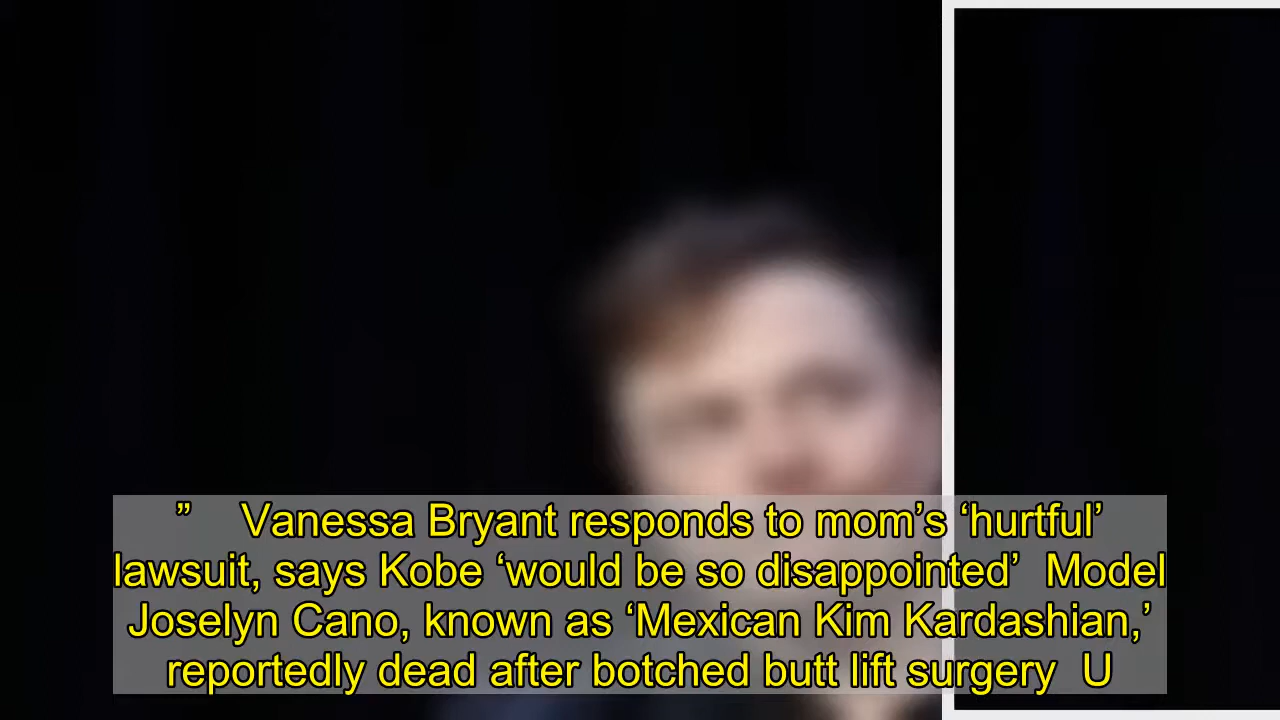 ” Vanessa Bryant responds to mom’s ‘hurtful’
lawsuit, says Kobe ‘would be so disappointed’ Model
Joselyn Cano, known as ‘Mexican Kim Kardashian,’
reportedly dead after botched butt lift surgery U